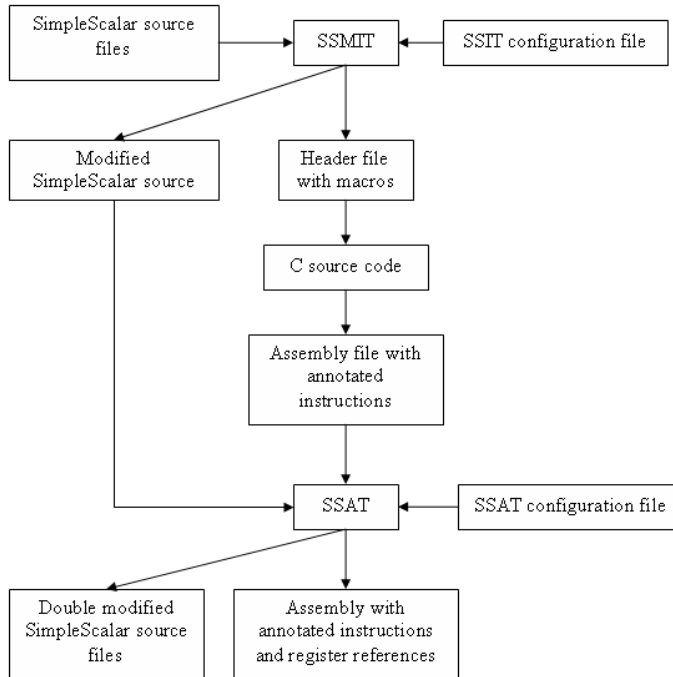 SimpleScalar source
files
SSMIT
SSIT configuration file
Modified
SimpleScalar source
Header file
with macros
C source code
Assembly file with
annotated
instructions
SSAT
SSAT configuration file
Double modified
SimpleScalar source
files
Assembly with
annotated instructions
and register references